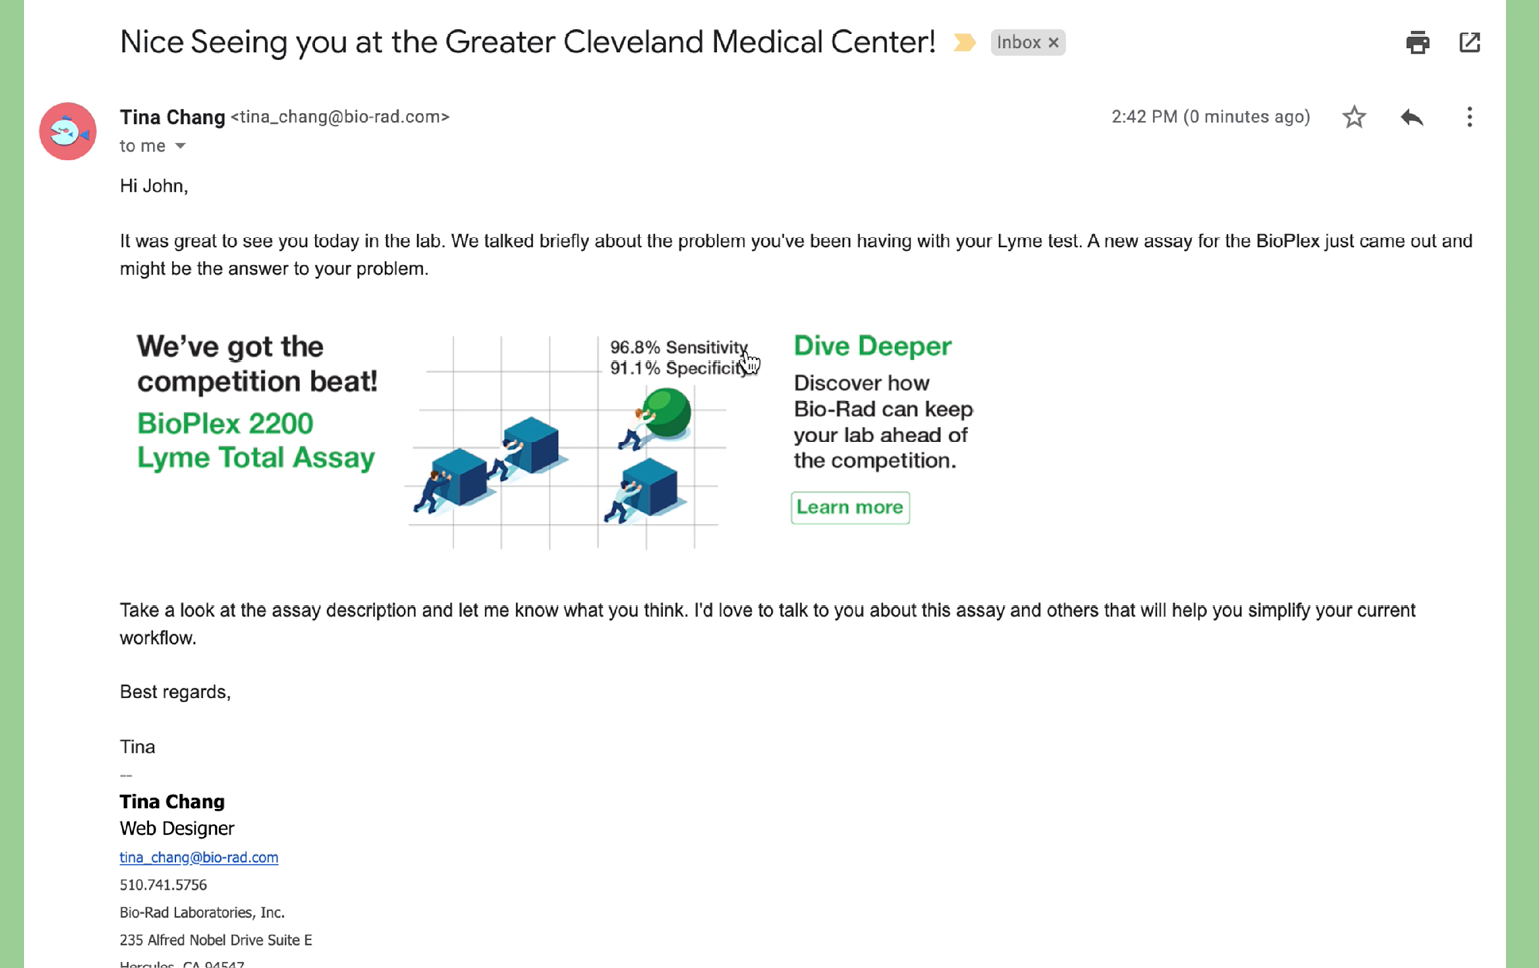 Nice Seeing you at the Greater Cleveland Medical Center!
Inbox ×
Tina Chang <tina_chang@bio-rad.com>
2:42 PM (0 minutes ago)
to me
Hi John,
It was great to see you today in the lab. We talked briefly about the problem you've been having with your Lyme test. A new assay for the BioPlex just came out and
might be the answer to your problem.
We've got the
competition beat!
BioPlex 2200
Lyme Total Assay
96.8% Sensitivity
91.1% Specificity
Dive Deeper
Discover how
Bio-Rad can keep
your lab ahead of
the competition.
Learn more
Take a look at the assay description and let me know what you think. I'd love to talk to you about this assay and others that will help you simplify your current
workflow.
Best regards,
Tina
--
Tina Chang
Web Designer
tina_chang@bio-rad.com
510.741.5756
Bio-Rad Laboratories, Inc.
235 Alfred Nobel Drive Suite E
Hercules, CA 94547